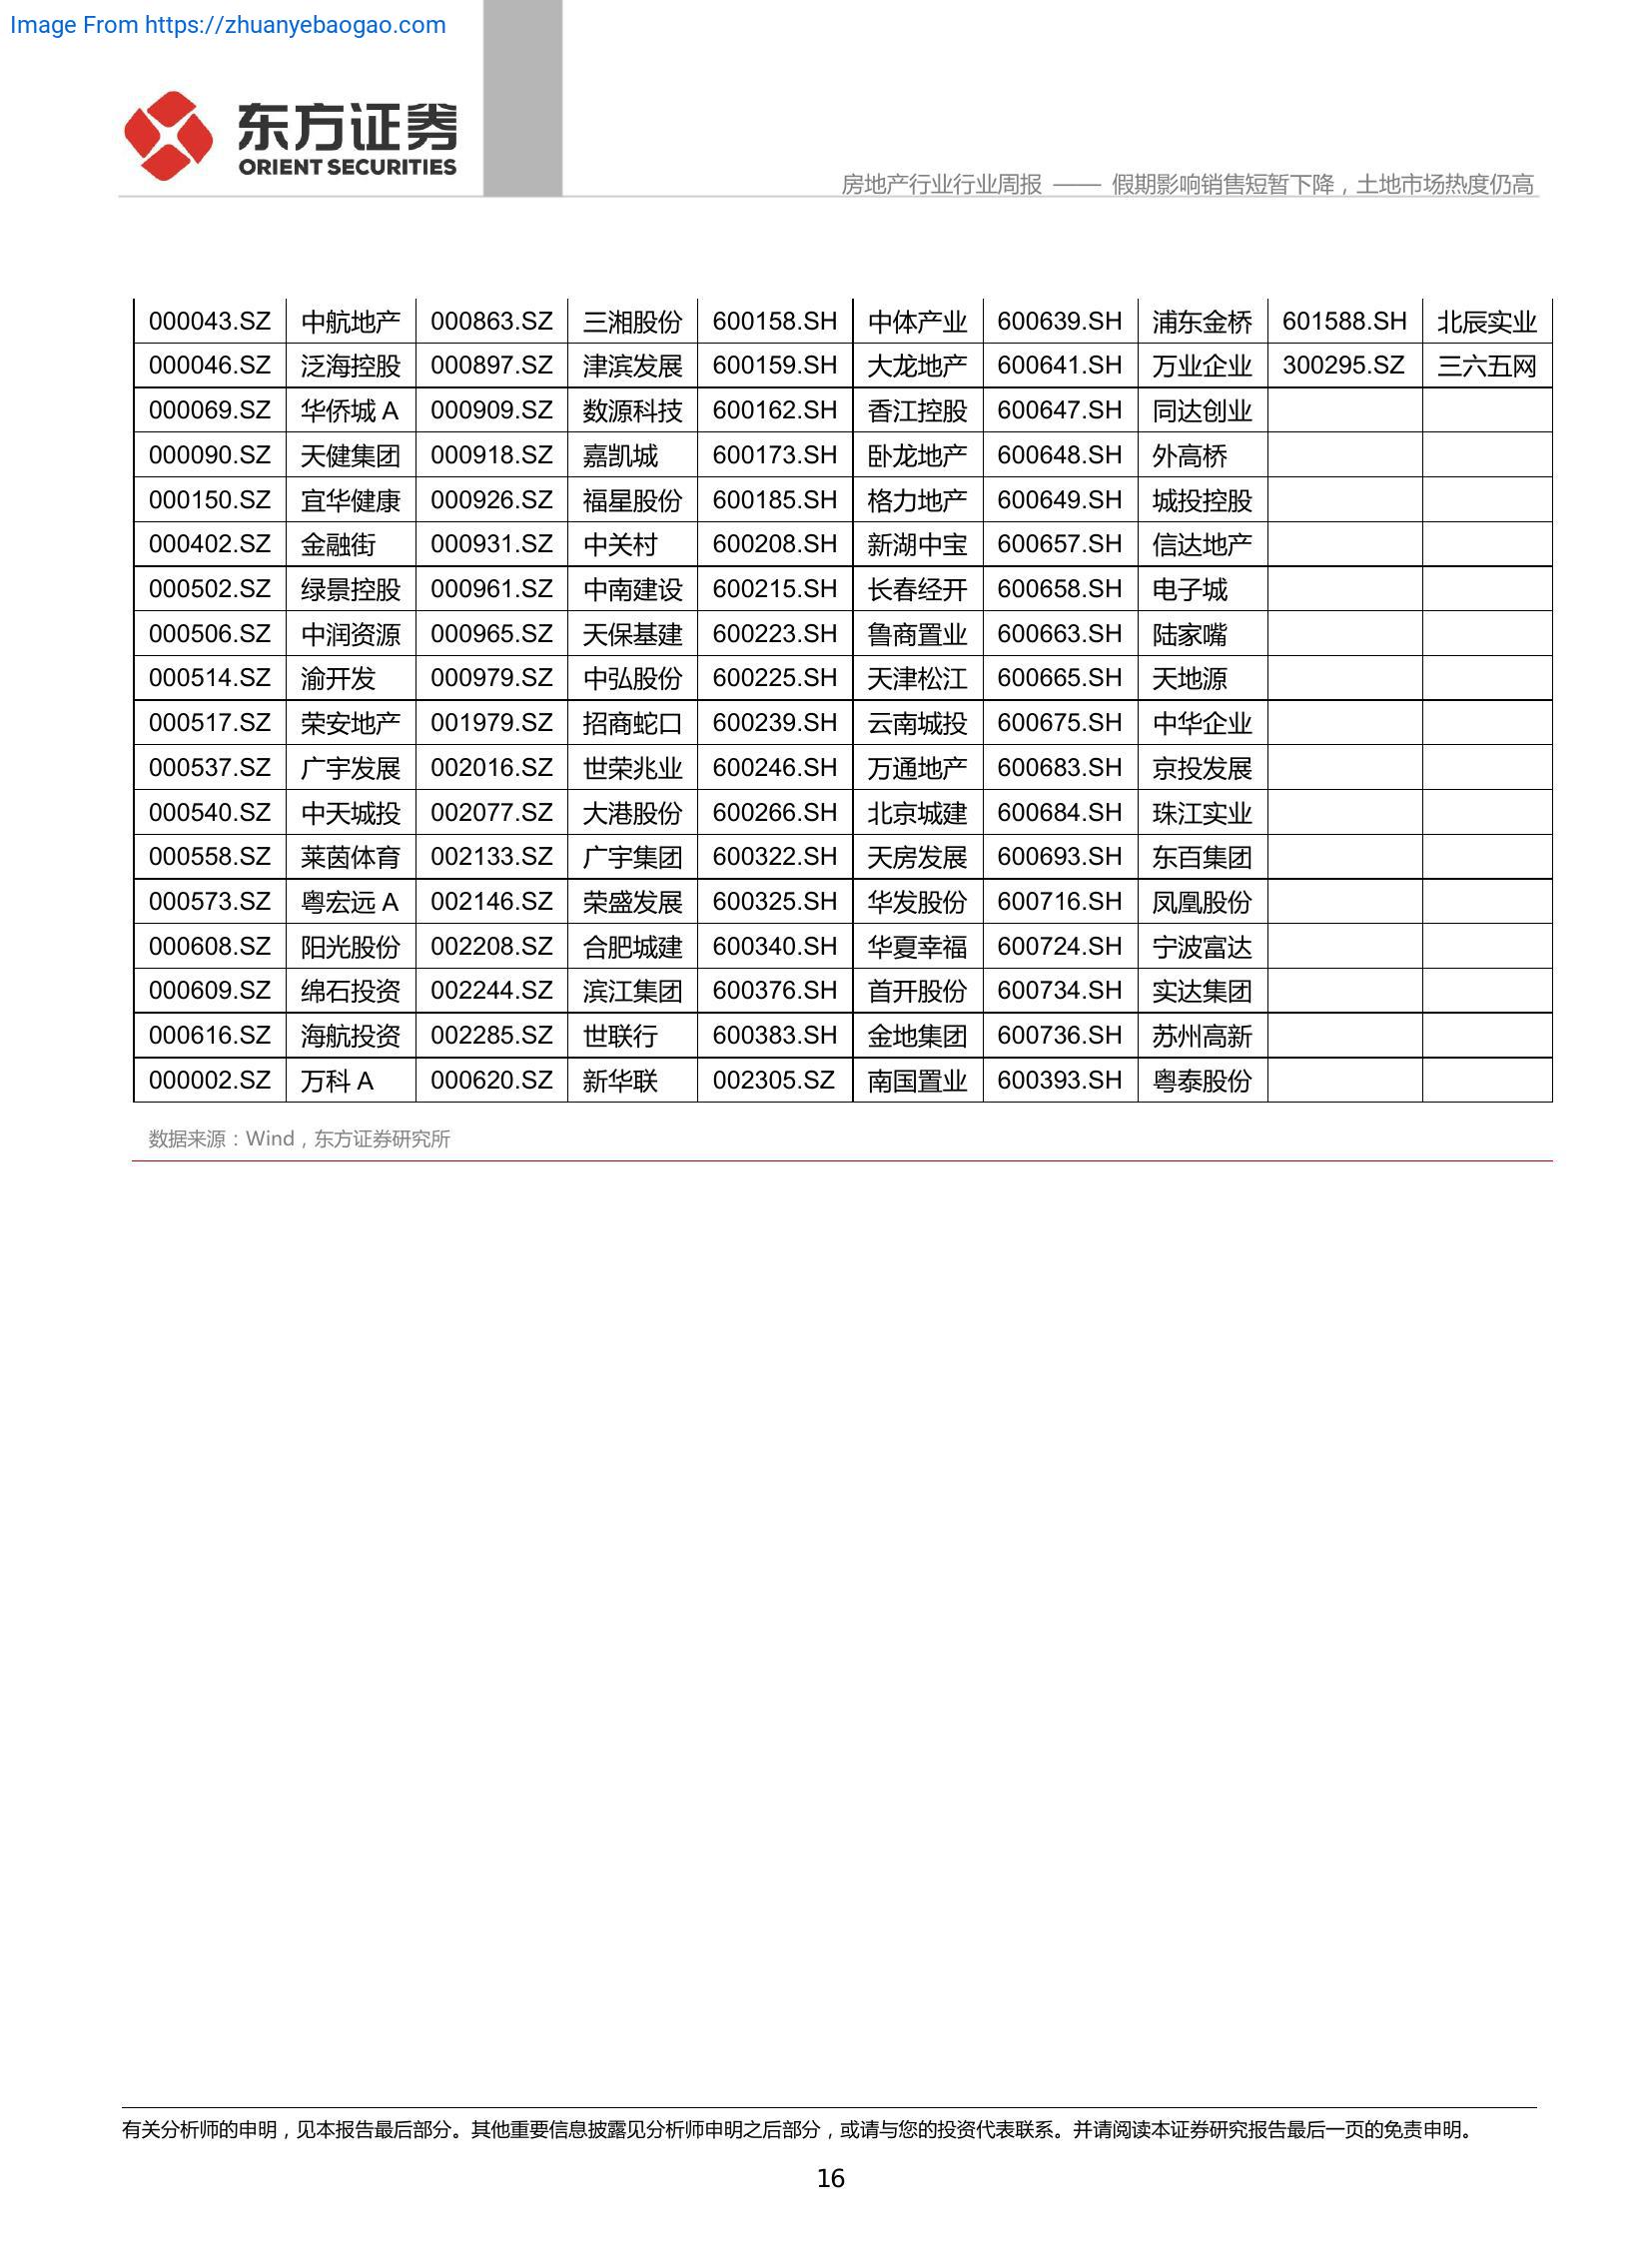 Image From https://zhuanyebaogao.com
东方证券
ORIENT SECURITIES
房地产行业行业周报 —— 假期影响销售短暂下降，土地市场热度仍高
000043.SZ 中航地产 000863.SZ 三湘股份 600158.SH 中体产业 600639.SH 浦东金桥 601588.SH 北辰实业
000046.SZ 泛海控股 000897.SZ 津滨发展 600159.SH 大龙地产 600641.SH 万业企业 300295.SZ 三六五网
000069.SZ 华侨城 A 000909.SZ 数源科技 600162.SH 香江控股 600647.SH 同达创业
000090.SZ 天健集团 000918.SZ 嘉凯城 600173.SH 卧龙地产 600648.SH 外高桥
000150.SZ 宜华健康 000926.SZ 福星股份 600185.SH 格力地产 600649.SH 城投控股
000402.SZ 金融街 000931.SZ 中关村 600208.SH 新湖中宝 600657.SH 信达地产
000502.SZ 绿景控股 000961.SZ 中南建设 600215.SH 长春经开 600658.SH 电子城
000506.SZ 中润资源 000965.SZ 天保基建 600223.SH 鲁商置业 600663.SH 陆家嘴
000514.SZ 渝开发 000979.SZ 中弘股份 600225.SH 天津松江 600665.SH 天地源
000517.SZ 荣安地产 001979.SZ 招商蛇口 600239.SH 云南城投 600675.SH 中华企业
000537.SZ 广宇发展 002016.SZ 世荣兆业 600246.SH 万通地产 600683.SH 京投发展
000540.SZ 中天城投 002077.SZ 大港股份 600266.SH 北京城建 600684.SH 珠江实业
000558.SZ 莱茵体育 002133.SZ 广宇集团 600322.SH 天房发展 600693.SH 东百集团
000573.SZ 粤宏远 A 002146.SZ 荣盛发展 600325.SH 华发股份 600716.SH 凤凰股份
000608.SZ 阳光股份 002208.SZ 合肥城建 600340.SH 华夏幸福 600724.SH 宁波富达
000609.SZ 绵石投资 002244.SZ 滨江集团 600376.SH 首开股份 600734.SH 实达集团
000616.SZ 海航投资 002285.SZ 世联行 600383.SH 金地集团 600736.SH 苏州高新
000002.SZ 万科 A 000620.SZ 新华联 002305.SZ 南国置业 600393.SH 粤泰股份
数据来源：Wind，东方证券研究所
有关分析师的申明，见本报告最后部分。其他重要信息披露见分析师申明之后部分，或请与您的投资代表联系。并请阅读本证券研究报告最后一页的免责申明。
16